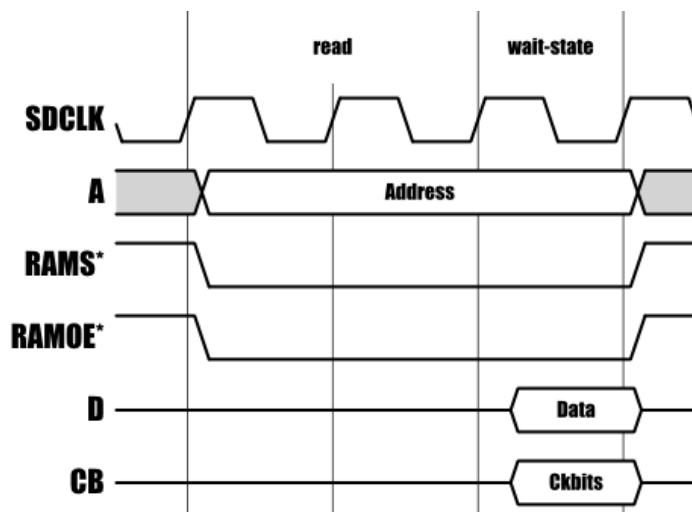 read wait-state
SDCLK
A Address
RAMS*
RAMOE*
D Data
CB Ckbits